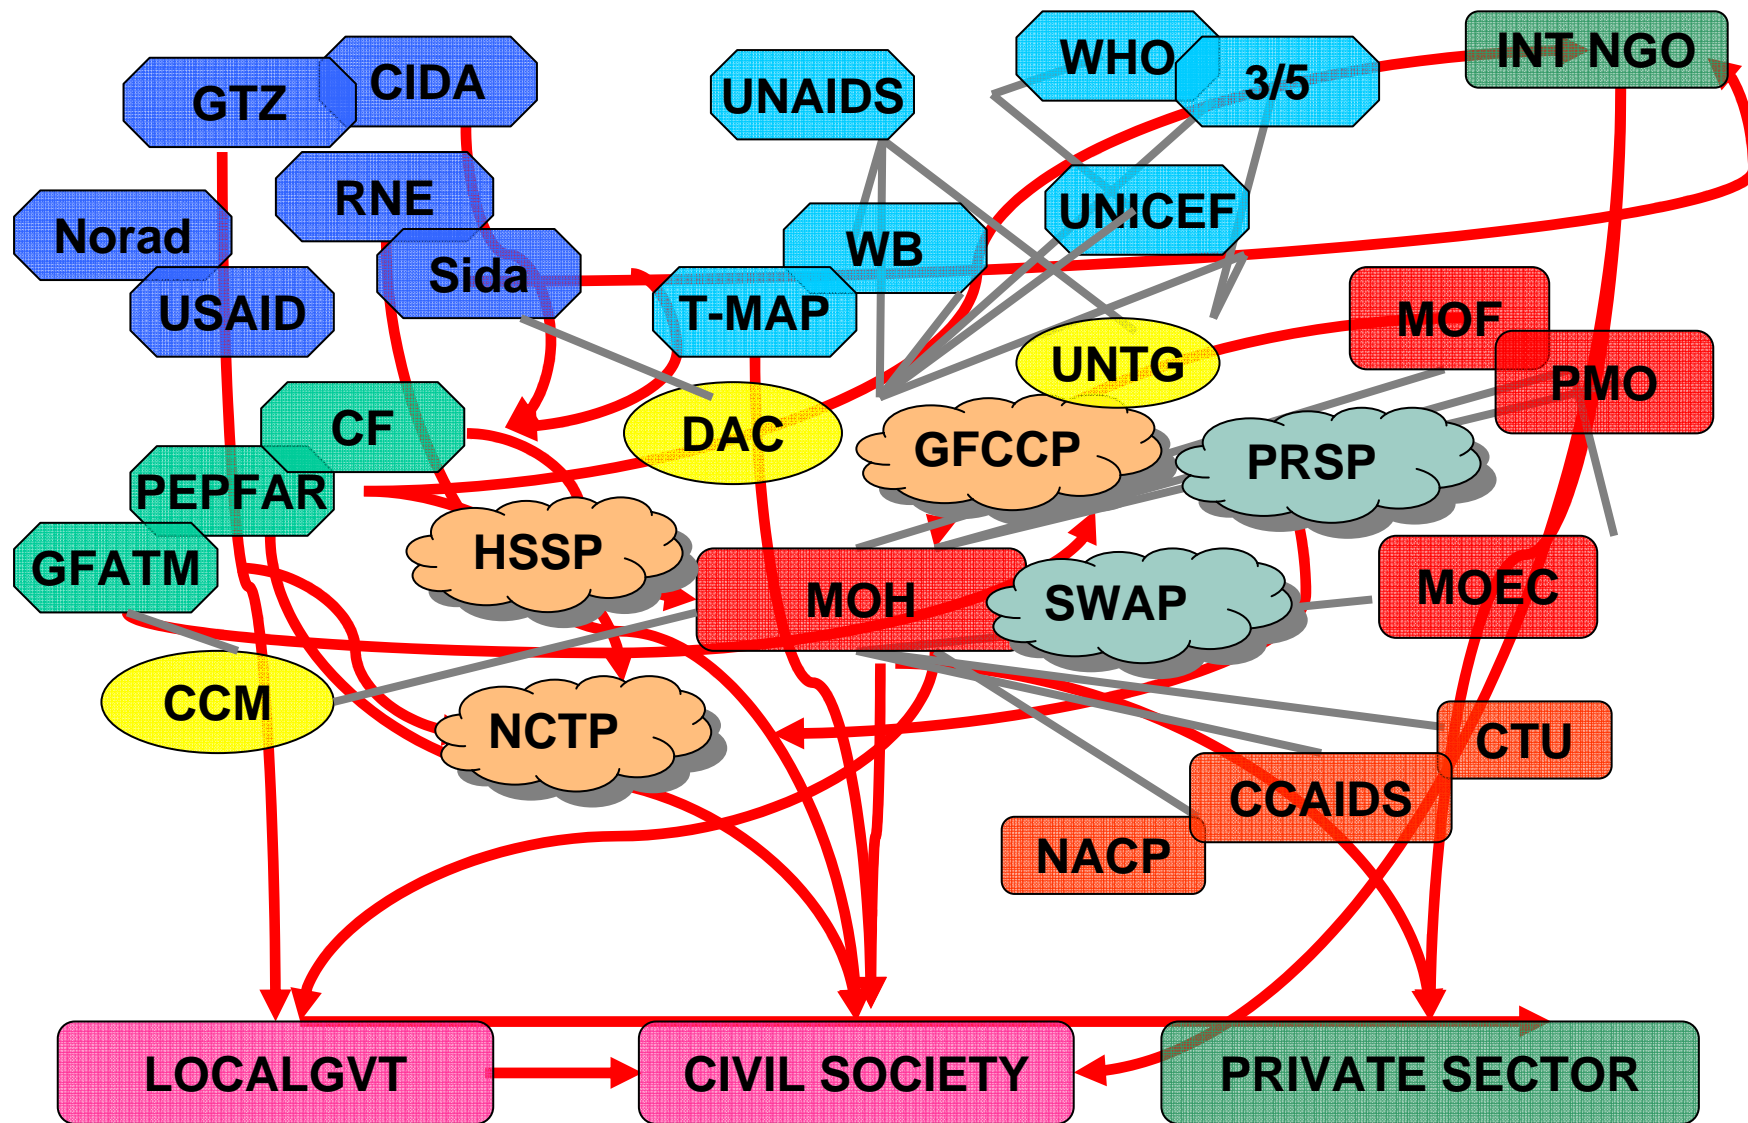 INT NGO
WHO
CIDA
3/5
UNAIDS
GTZ
RNE
UNICEF
Norad
WB
Sida
USAID
T-MAP
MOF
UNTG
PMO
CF
DAC
GFCCP
PRSP
PEPFAR
HSSP
GFATM
MOH
SWAP
MOEC
CCM
NCTP
CTU
CCAIDS
NACP
LOCALGVT
CIVIL SOCIETY
PRIVATE SECTOR